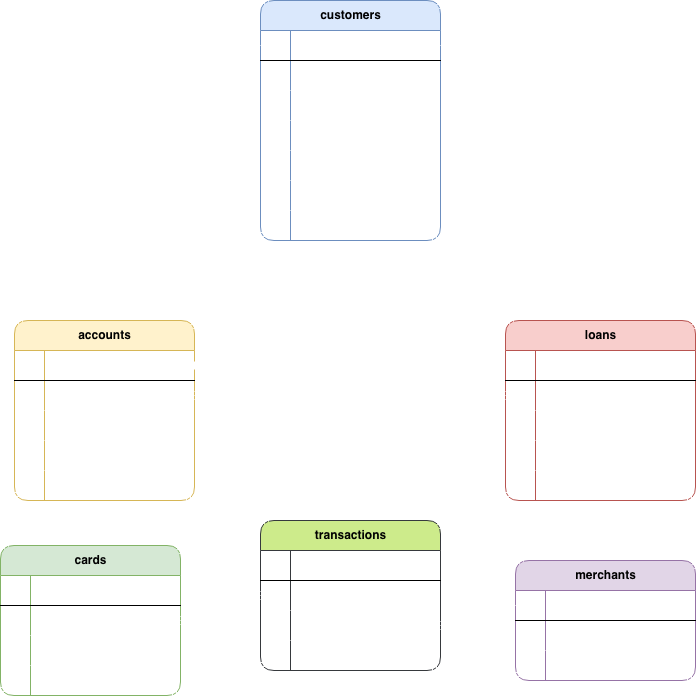 customers
accounts
loans
transactions
cards
merchants